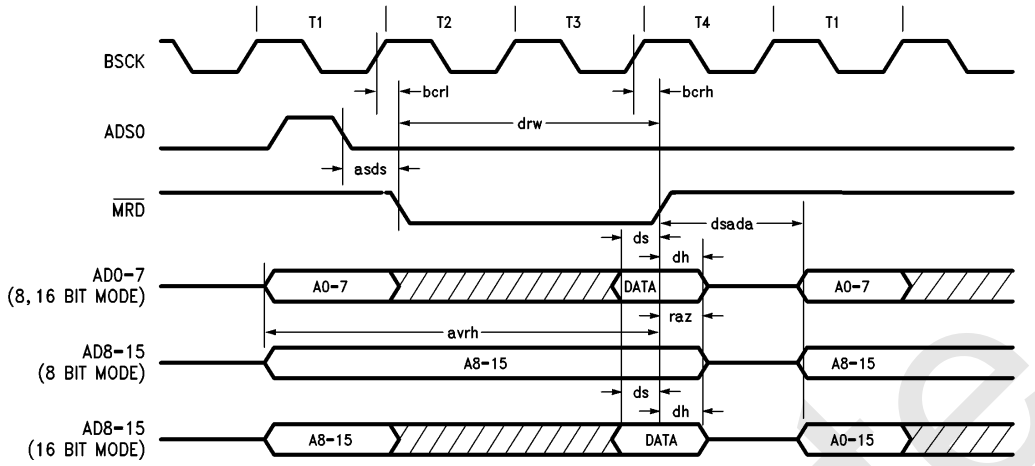 T1 T2 T3 T4 T1
BSCK
bcrl bcrh
ADS0 drw
asds
MRD
dsada
ds
AD0-7 dh
(8, 16 BIT MODE) A0-7 DATA A0-7
raz
avrh
AD8-15
(8 BIT MODE) A8-15 A8-15
ds dh
AD8-15
(16 BIT MODE) A8-15 DATA A0-15